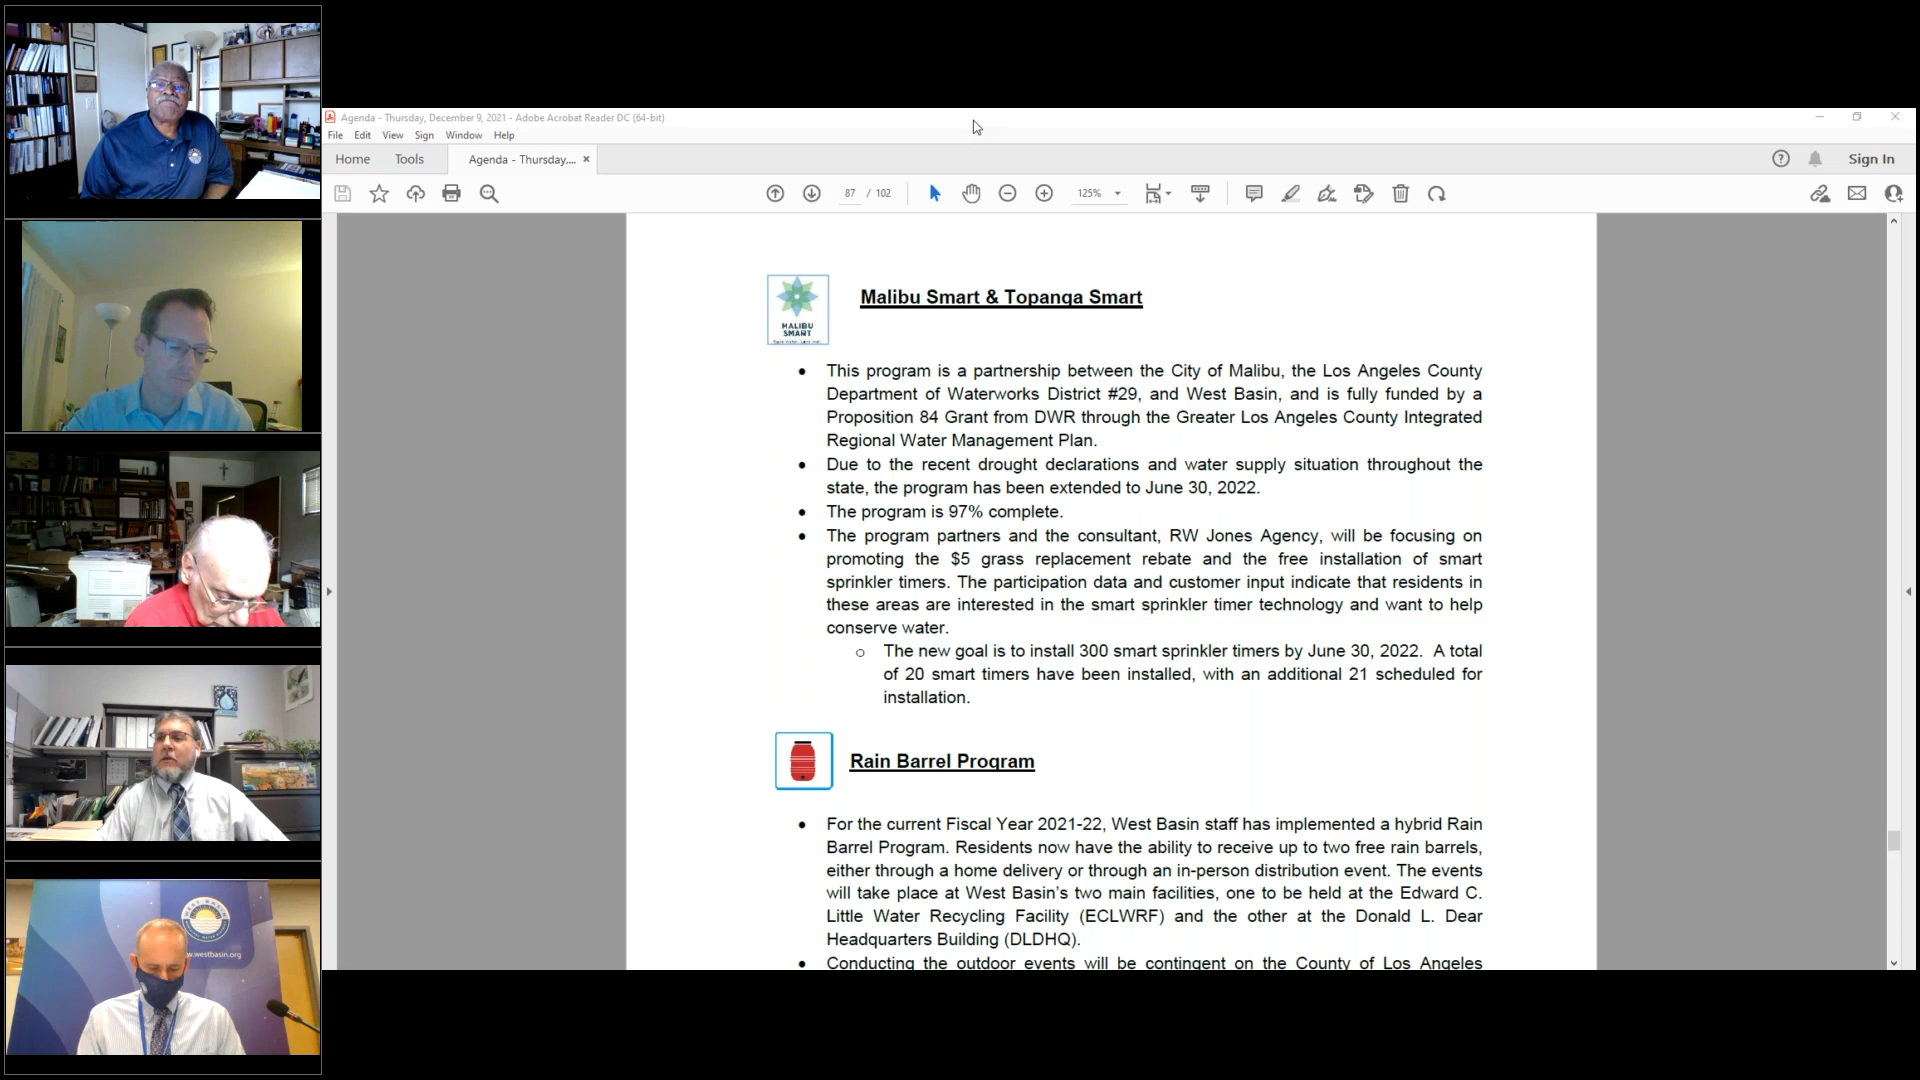 Agenda - Thursday, December 9, 2021 - Adobe Acrobat Reader DC (64-bit)
File Edit View Sign Window Help
Home Tools Agenda - Thursday,... ×
Sign In
87 / 102 125%
MALIBU
SMART
Malibu Smart & Topanga Smart
• This program is a partnership between the City of Malibu, the Los Angeles County
Department of Waterworks District #29, and West Basin, and is fully funded by a
Proposition 84 Grant from DWR through the Greater Los Angeles County Integrated
Regional Water Management Plan.
• Due to the recent drought declarations and water supply situation throughout the
state, the program has been extended to June 30, 2022.
• The program is 97% complete.
• The program partners and the consultant, RW Jones Agency, will be focusing on
promoting the $5 grass replacement rebate and the free installation of smart
sprinkler timers. The participation data and customer input indicate that residents in
these areas are interested in the smart sprinkler timer technology and want to help
conserve water.
o The new goal is to install 300 smart sprinkler timers by June 30, 2022. A total
of 20 smart timers have been installed, with an additional 21 scheduled for
installation.
Rain Barrel Program
• For the current Fiscal Year 2021-22, West Basin staff has implemented a hybrid Rain
Barrel Program. Residents now have the ability to receive up to two free rain barrels,
either through a home delivery or through an in-person distribution event. The events
will take place at West Basin's two main facilities, one to be held at the Edward C.
Little Water Recycling Facility (ECLWRF) and the other at the Donald L. Dear
Headquarters Building (DLDHQ).
• Conducting the outdoor events will be contingent on the County of Los Angeles
WEST BASIN
w.westbasin.org